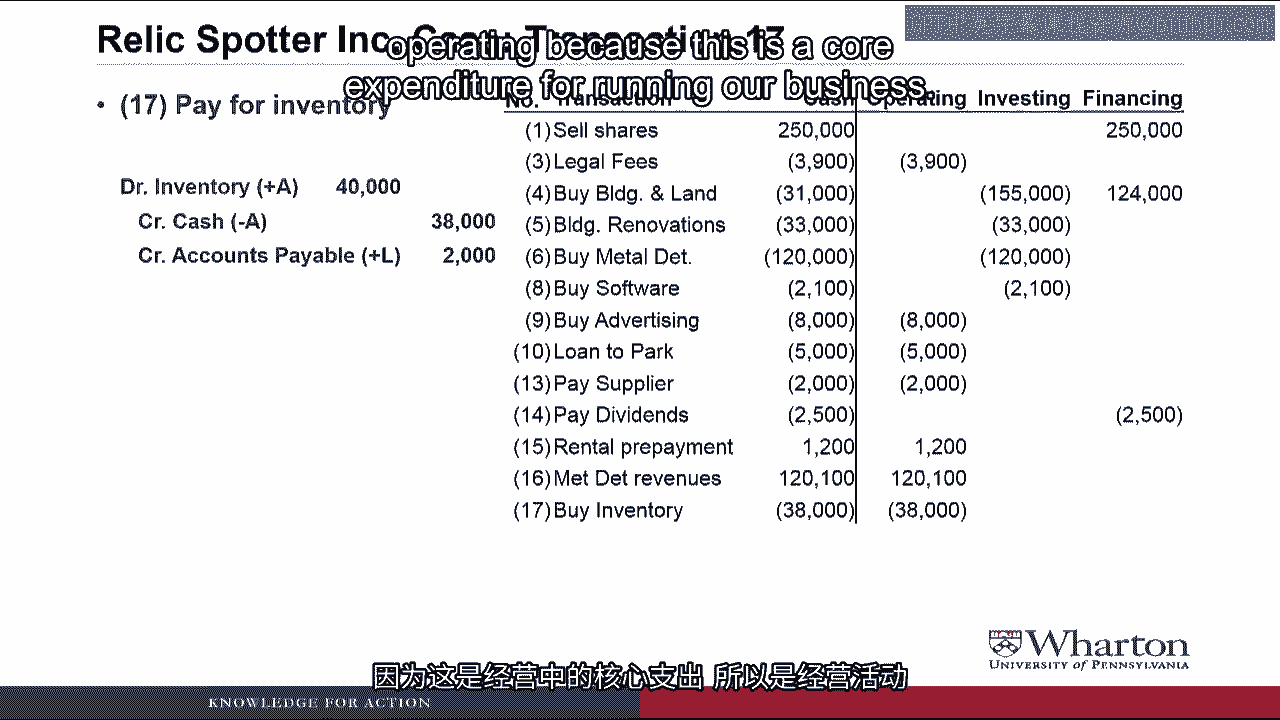 Relic Spotter Inc.
operating because this is a core
expenditure for running our business.
• (17) Pay for inventory
No. Transaction Cash Operating Investing Financing
(1) Sell shares 250,000 250,000
(3) Legal Fees (3,900) (3,900)
(4) Buy Bldg. & Land (31,000) (155,000) 124,000
(5) Bldg. Renovations (33,000) (33,000)
(6) Buy Metal Det. (120,000) (120,000)
(8) Buy Software (2,100) (2,100)
(9) Buy Advertising (8,000) (8,000)
(10) Loan to Park (5,000) (5,000)
(13) Pay Supplier (2,000) (2,000)
(14) Pay Dividends (2,500) (2,500)
(15) Rental prepayment 1,200 1,200
(16) Met Det revenues 120,100 120,100
(17) Buy Inventory (38,000) (38,000)
Dr. Inventory (+A) 40,000
Cr. Cash (-A) 38,000
Cr. Accounts Payable (+L) 2,000
Wharton
UNIVERSITY of PENNSYLVANIA
因为这是经营中的核心支出 所以是经营活动
KNOWLEDGE FOR ACTION